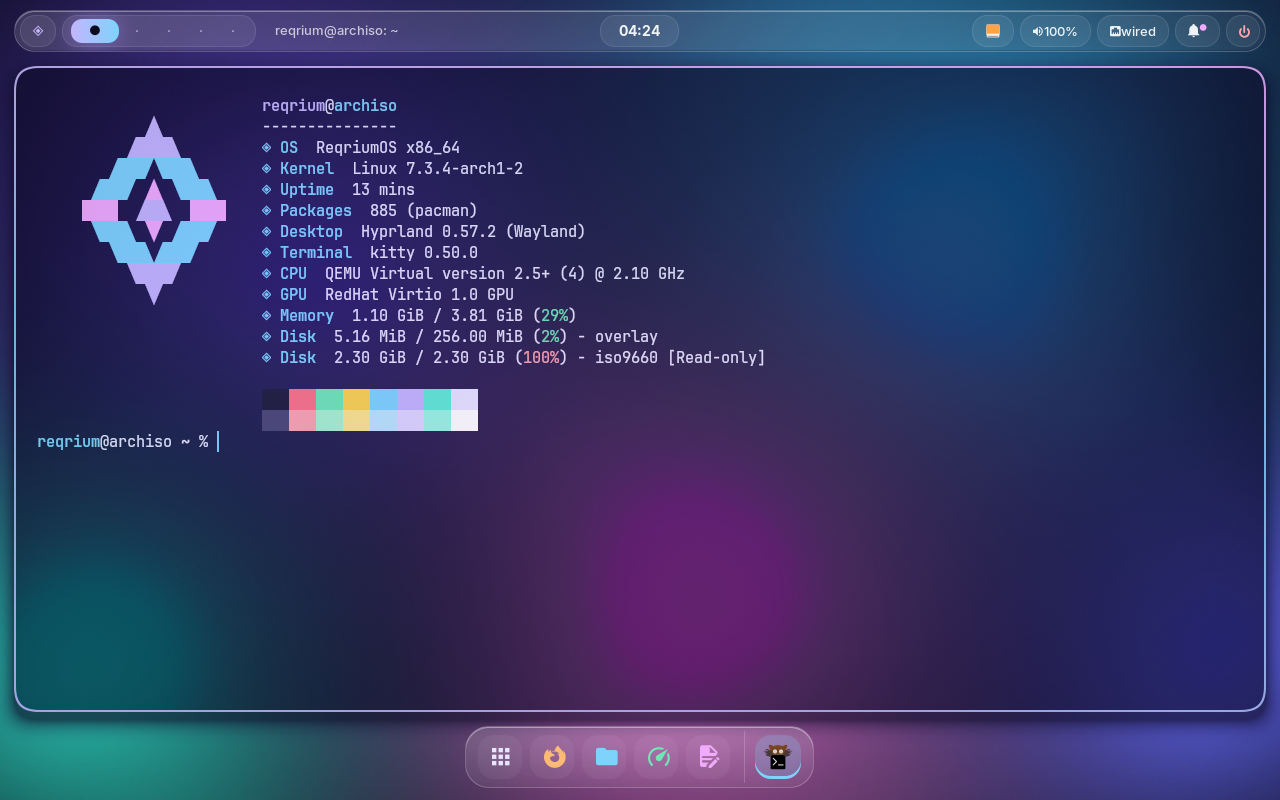 reqrium@archiso: ~
04:24
100%
wired
reqrium@archiso
---------------
OS  ReqriumOS x86_64
Kernel  Linux 7.3.4-arch1-2
Uptime  13 mins
Packages  885 (pacman)
Desktop  Hyprland 0.57.2 (Wayland)
Terminal  kitty 0.50.0
CPU  QEMU Virtual version 2.5+ (4) @ 2.10 GHz
GPU  RedHat Virtio 1.0 GPU
Memory  1.10 GiB / 3.81 GiB (29%)
Disk  5.16 MiB / 256.00 MiB (2%) - overlay
Disk  2.30 GiB / 2.30 GiB (100%) - iso9660 [Read-only]
reqrium@archiso ~ %